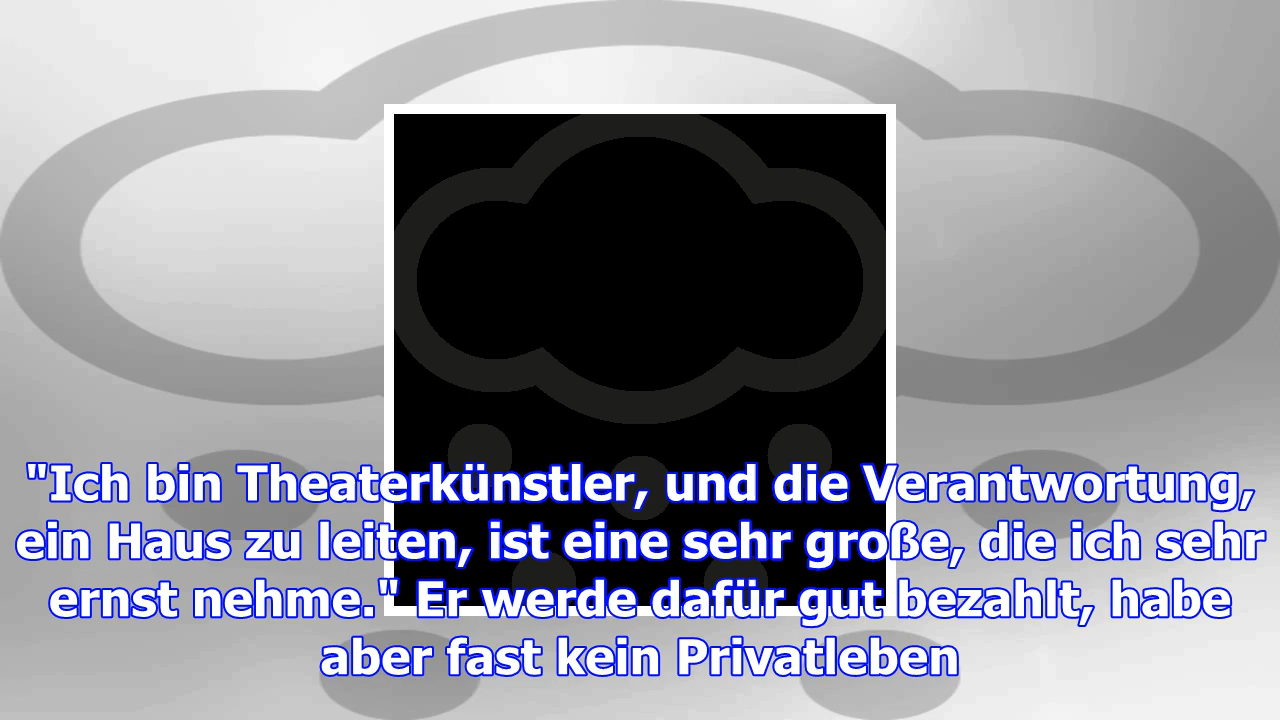 "Ich bin Theaterkünstler, und die Verantwortung,
ein Haus zu leiten, ist eine sehr große, die ich sehr
ernst nehme." Er werde dafür gut bezahlt, habe
aber fast kein Privatleben